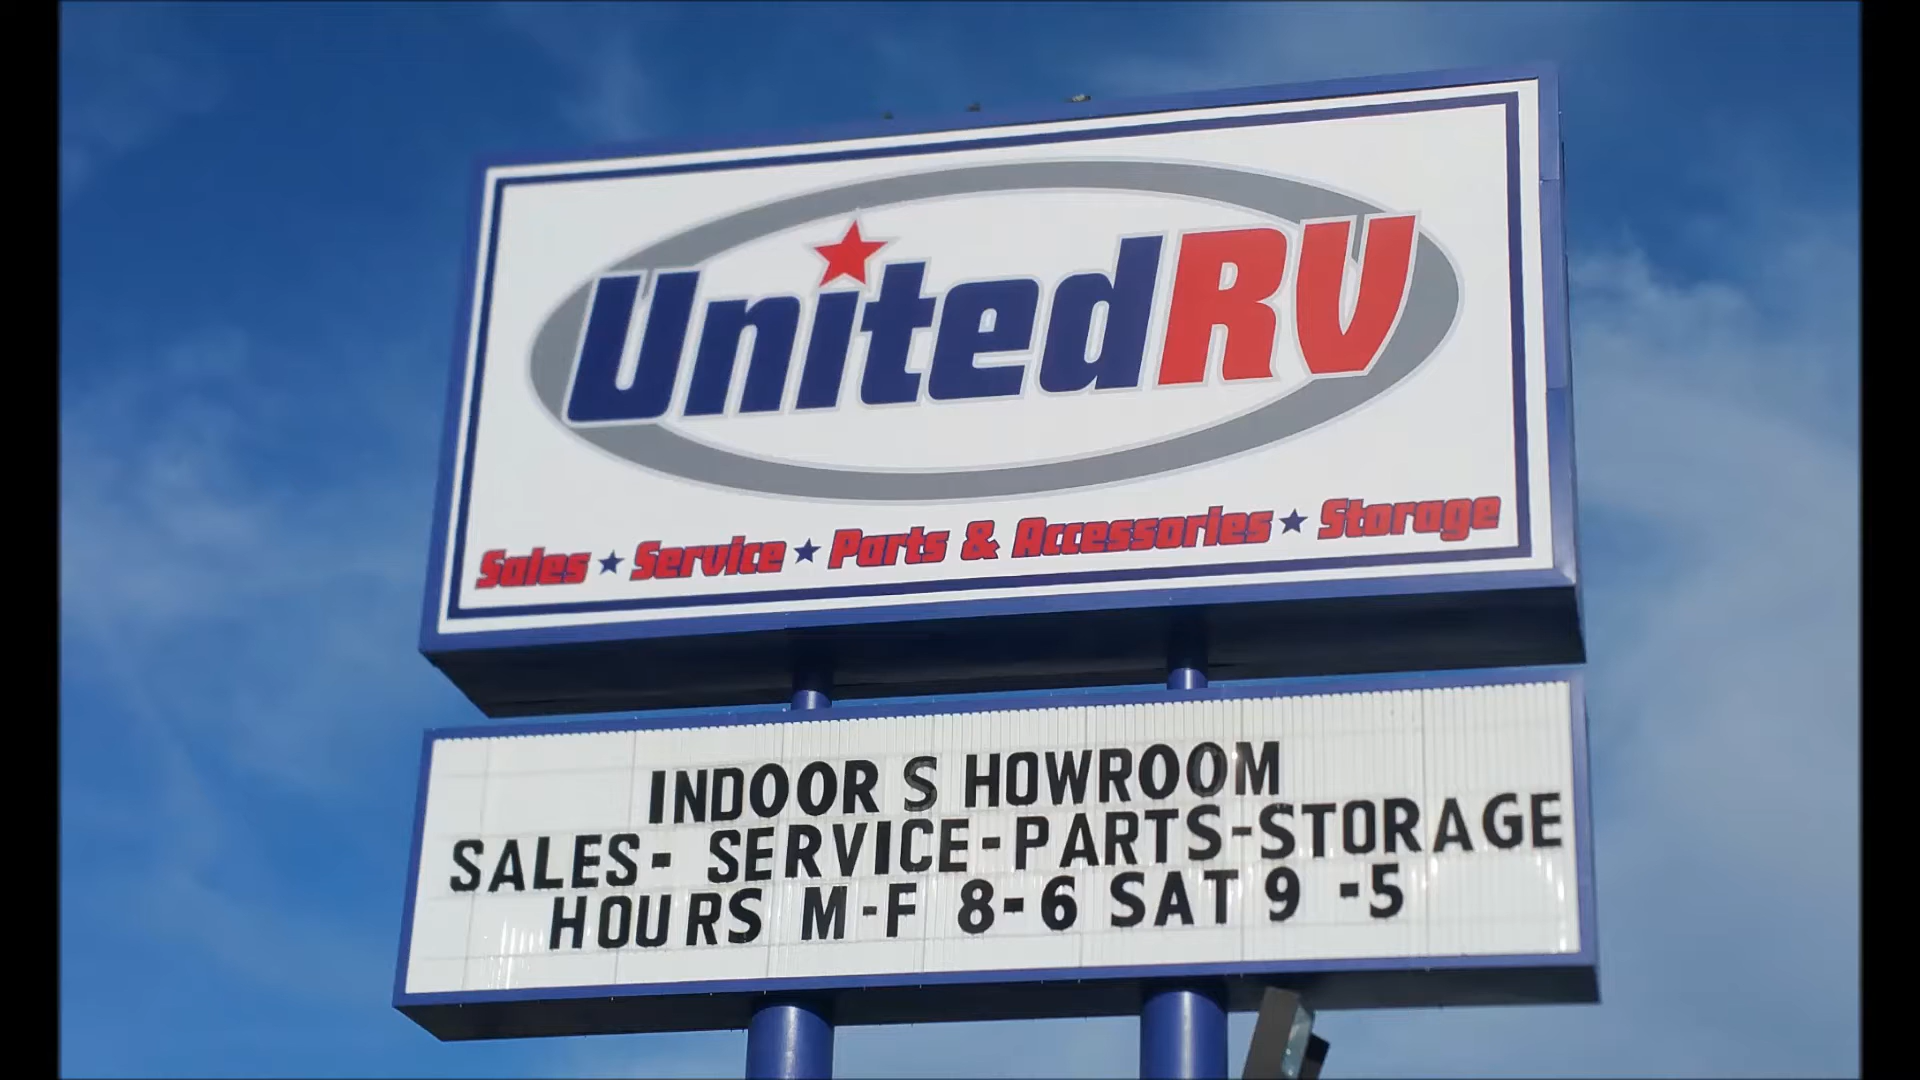 UnitedRV
Sales ★ Service ★ Parts & Accessories ★ Storage
INDOOR S HOWROOM
SALES- SERVICE-PARTS-STORAGE
HOURS M-F 8-6 SAT 9 -5